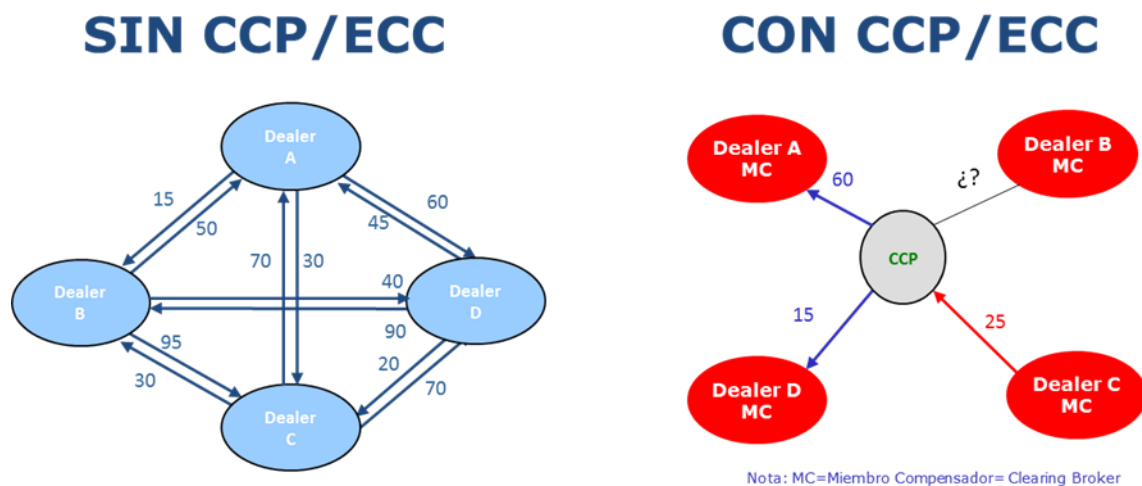 SIN CCP/ECC
Dealer
A
15
50
60
45
70
30
Dealer
B
40
90
Dealer
D
95
30
20
70
Dealer
C
CON CCP/ECC
Dealer A
MC
Dealer B
MC
60
¿?
CCP
15
25
Dealer D
MC
Dealer C
MC
Nota: MC=Miembro Compensador= Clearing Broker